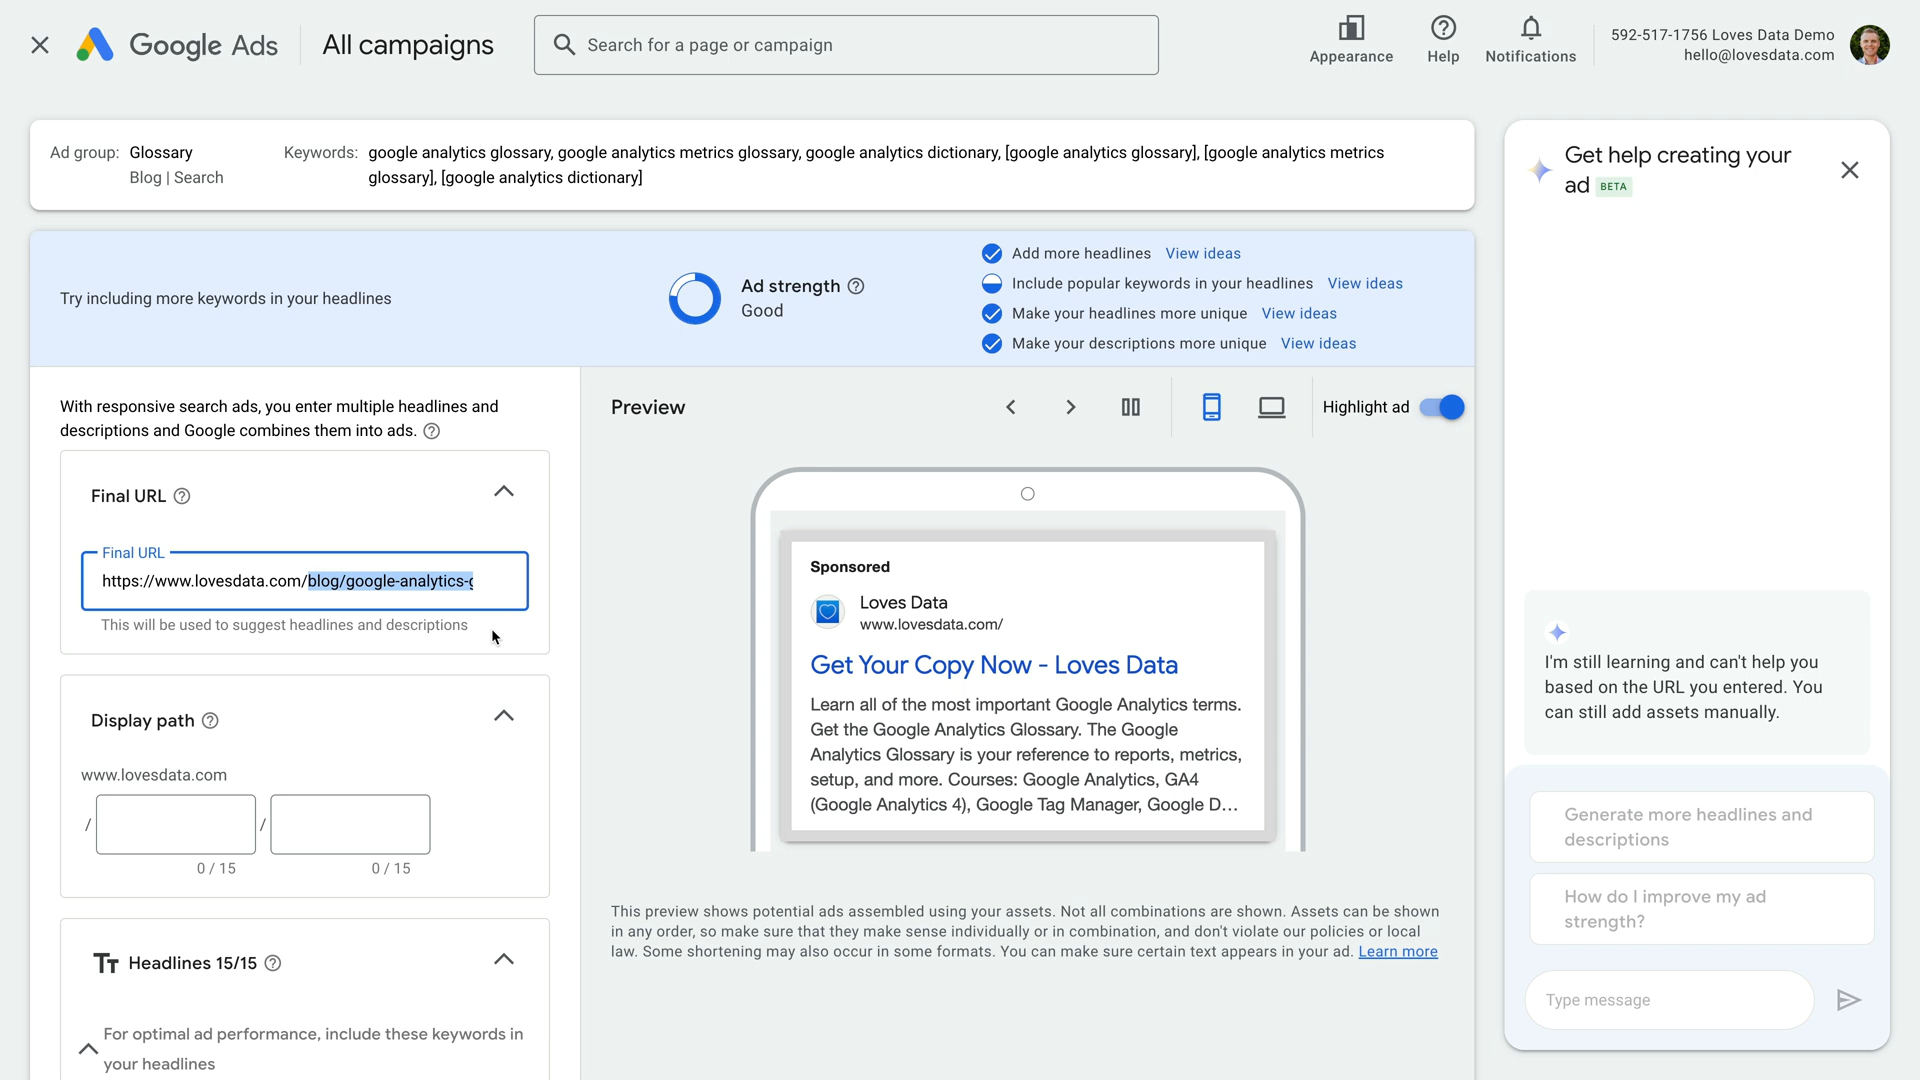 Google Ads
All campaigns
Search for a page or campaign
Appearance
Help
Notifications
592-517-1756 Loves Data Demo
hello@lovesdata.com
Ad group: Glossary
Blog | Search
Keywords: google analytics glossary, google analytics metrics glossary, google analytics dictionary, [google analytics glossary], [google analytics metrics
glossary], [google analytics dictionary]
Try including more keywords in your headlines
Ad strength
Good
Add more headlines View ideas
Include popular keywords in your headlines View ideas
Make your headlines more unique View ideas
Make your descriptions more unique View ideas
With responsive search ads, you enter multiple headlines and
descriptions and Google combines them into ads.
Final URL
Final URL
https://www.lovesdata.com/blog/google-analytics-g
This will be used to suggest headlines and descriptions
Display path
www.lovesdata.com
/ /
0 / 15 0 / 15
Headlines 15/15
For optimal ad performance, include these keywords in
your headlines
Preview
Highlight ad
Sponsored
Loves Data
www.lovesdata.com/
Get Your Copy Now - Loves Data
Learn all of the most important Google Analytics terms.
Get the Google Analytics Glossary. The Google
Analytics Glossary is your reference to reports, metrics,
setup, and more. Courses: Google Analytics, GA4
(Google Analytics 4), Google Tag Manager, Google D...
This preview shows potential ads assembled using your assets. Not all combinations are shown. Assets can be shown
in any order, so make sure that they make sense individually or in combination, and don't violate our policies or local
law. Some shortening may also occur in some formats. You can make sure certain text appears in your ad. Learn more
Get help creating your
ad BETA
I'm still learning and can't help you
based on the URL you entered. You
can still add assets manually.
Generate more headlines and
descriptions
How do I improve my ad
strength?
Type message